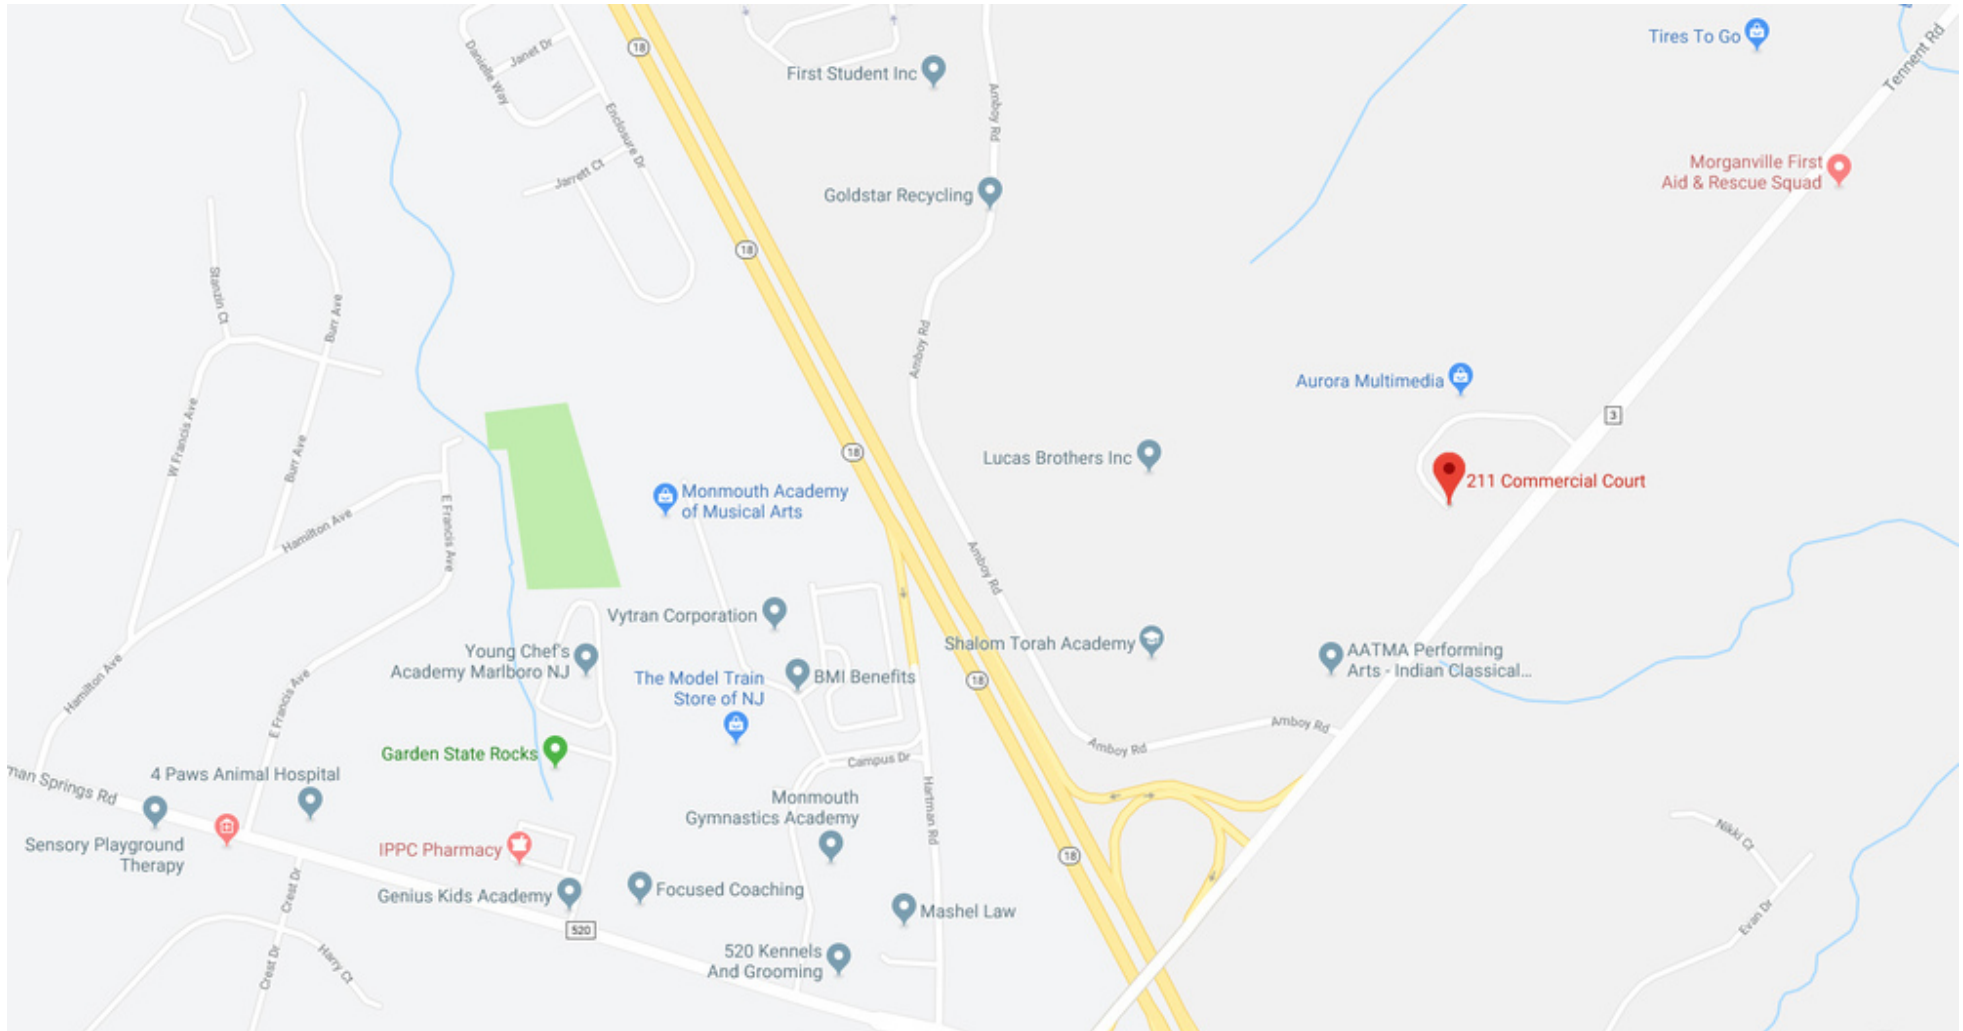 18
Janet Dr
Danielle Way
Enclosure Dr
Jarrett Ct
First Student Inc
Amboy Rd
Tires To Go
Tennent Rd
Morganville First
Aid & Rescue Squad
Goldstar Recycling
18
Stanzin Ct
Burr Ave
Amboy Rd
Aurora Multimedia
3
W Francis Ave
Burr Ave
18
Lucas Brothers Inc
211 Commercial Court
Monmouth Academy
of Musical Arts
Hamilton Ave
E Francis Ave
Amboy Rd
Vytran Corporation
Shalom Torah Academy
AATMA Performing
Arts - Indian Classical...
Young Chef's
Academy Marlboro NJ
The Model Train
Store of NJ
BMI Benefits
18
Hamilton Ave
E Francis Ave
Amboy Rd
Amboy Rd
Garden State Rocks
Campus Dr
4 Paws Animal Hospital
man Springs Rd
Monmouth
Gymnastics Academy
Hartman Rd
Sensory Playground
Therapy
IPPC Pharmacy
18
Nikki Ct
Crest Dr
Genius Kids Academy
Focused Coaching
Mashel Law
Evan Dr
520
520 Kennels
And Grooming
Crest Dr
Harry Ct